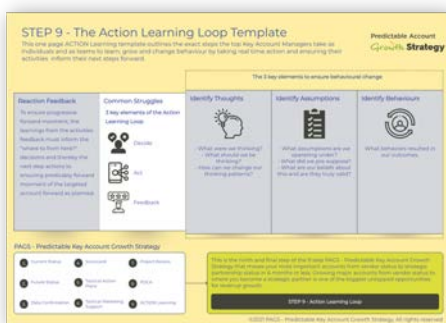 STEP 9 - The Action Learning Loop Template
This one page ACTION Learning template outlines the exact steps the top Key Account Managers take as
individuals and as teams to learn, grow and change behaviour by taking real time action and ensuring their
activities inform their next steps forward.
Predictable Account
Growth Strategy
The 3 key elements to ensure behavioural change
Reaction Feedback
To ensure progressive
forward moment, the
learnings from the activities
feedback must inform the
"where to from here?"
decisions and thereby the
next step actions to
ensuring predictably forward
movement of the targeted
account forward as planned.
Common Struggles
3 key elements of the Action
Learning Loop
Decide
Act
Feedback
Identify Thoughts
- What were we thinking?
- What should we be
thinking?
- How can we change our
thinking patterns?
Identify Assumptions
- What assumptions are we
operating under?
- What did we pre suppose?
- What are our beliefs about
this and are they truly valid?
Identify Behaviours
What behaviours resulted in
our outcomes.
PAGS - Predictable Key Account Growth Strategy
Current Status
Scorecard
Project Review
Future Status
Tactical Action
Plans
Data Confirmation
Tactical Marketing
Support
ACTION Learning
This is the ninth and final step of the 9 step PAGS - Predictable Key Account Growth
Strategy that moves your most important accounts from vendor status to strategic
partnership status in 6 months or less. Growing major accounts from vendor status to
where you become a strategic partner is one of the biggest untapped opportunities
for revenue growth.
STEP 9 - Action Learning Loop
©2021 PAGS - Predictable Key Account Growth Strategy. All rights reserved